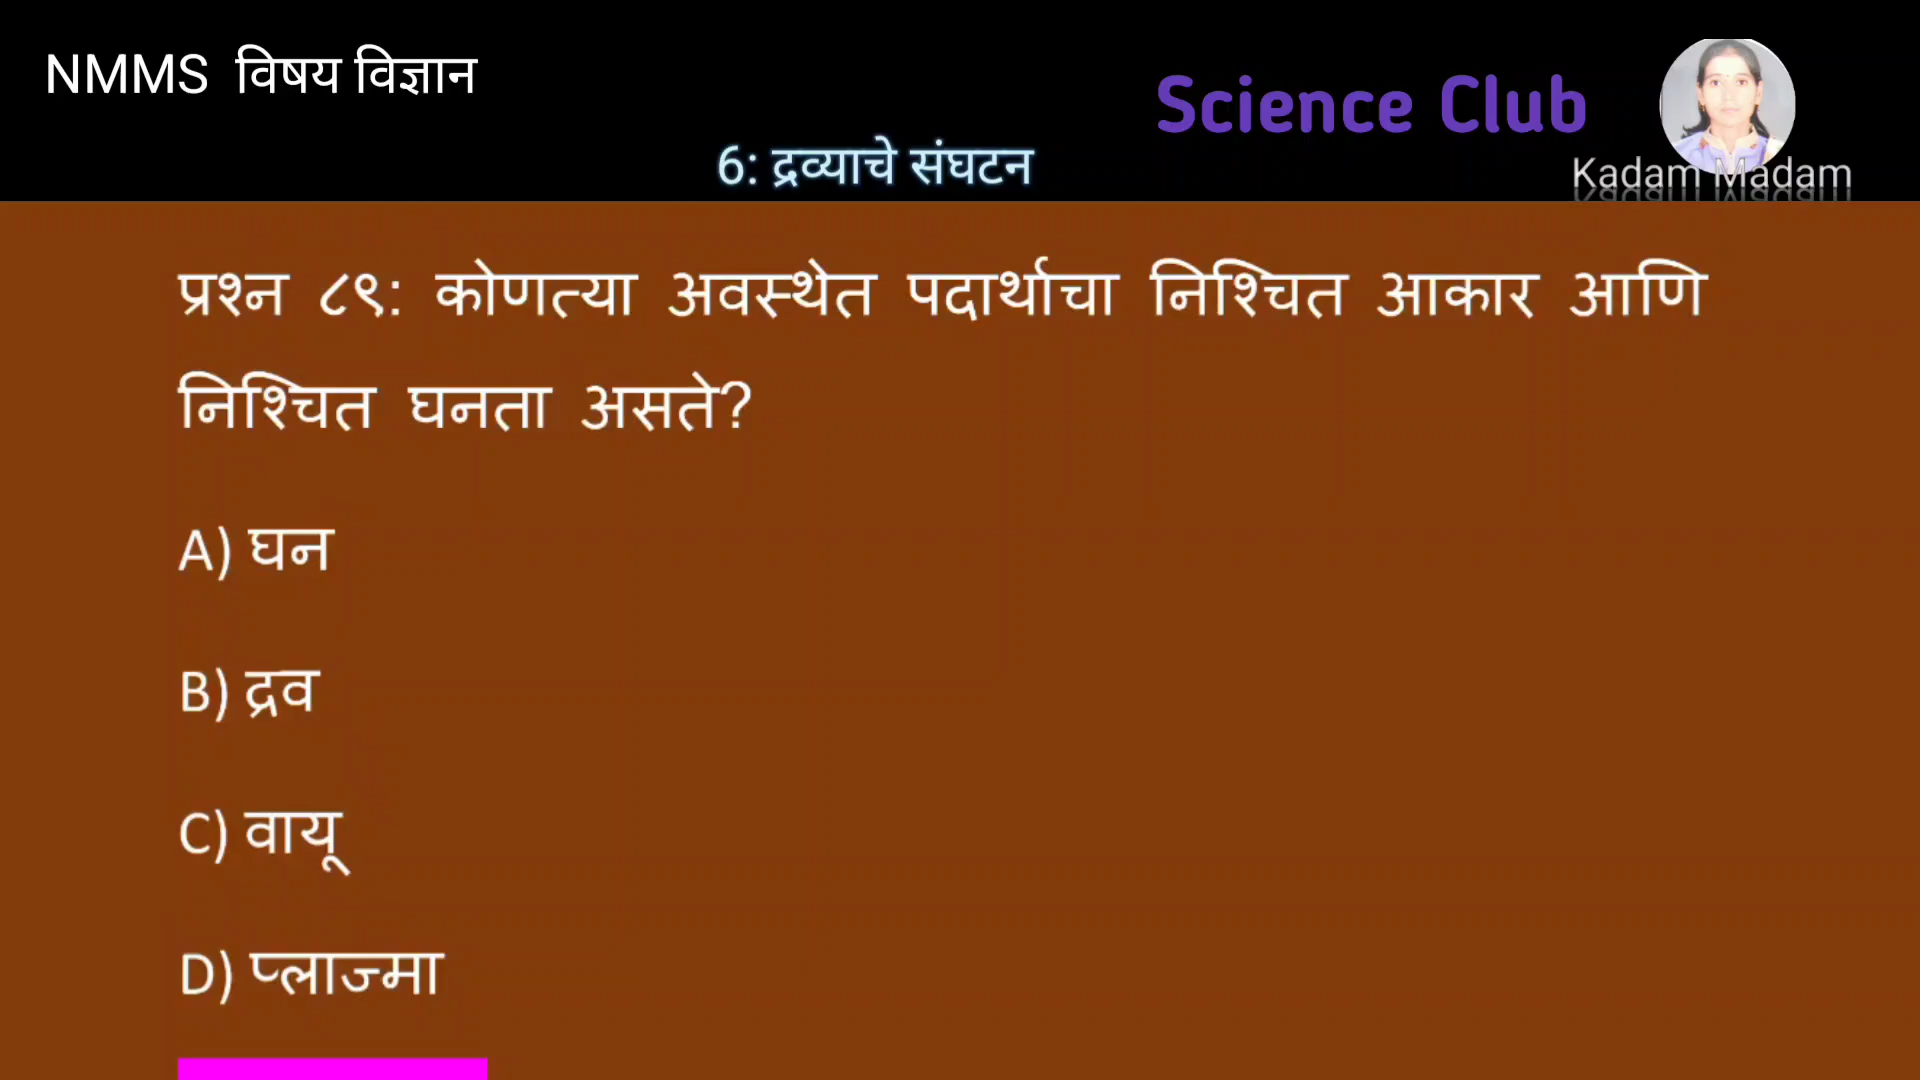 NMMS विषय विज्ञान
Science Club
6: द्रव्याचे संघटन
Kadam Madam
प्रश्न ८९: कोणत्या अवस्थेत पदार्थाचा निश्चित आकार आणि
निश्चित घनता असते?
A) घन
B) द्रव
C) वायू
D) प्लाज्मा